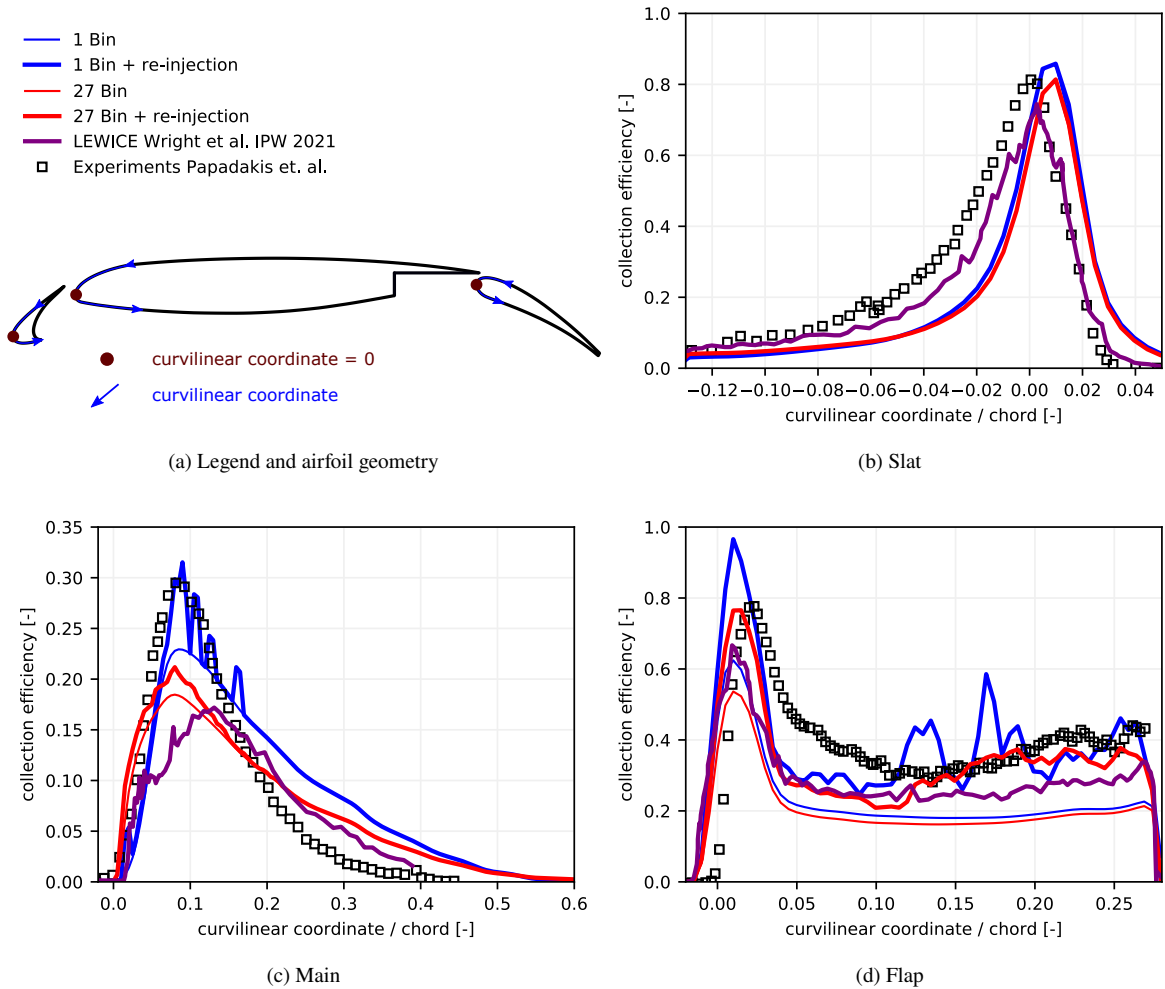 1 Bin
1 Bin + re-injection
27 Bin
27 Bin + re-injection
LEWICE Wright et al. IPW 2021
Experiments Papadakis et. al.
curvilinear coordinate = 0
curvilinear coordinate
(a) Legend and airfoil geometry
1.0
0.8
0.6
0.4
0.2
0.0
collection efficiency [-]
−0.12 −0.10 −0.08 −0.06 −0.04 −0.02 0.00 0.02 0.04
curvilinear coordinate / chord [-]
(b) Slat
0.35
0.30
0.25
0.20
0.15
0.10
0.05
0.00
collection efficiency [-]
0.0 0.1 0.2 0.3 0.4 0.5 0.6
curvilinear coordinate / chord [-]
(c) Main
1.0
0.8
0.6
0.4
0.2
0.0
collection efficiency [-]
0.00 0.05 0.10 0.15 0.20 0.25
curvilinear coordinate / chord [-]
(d) Flap